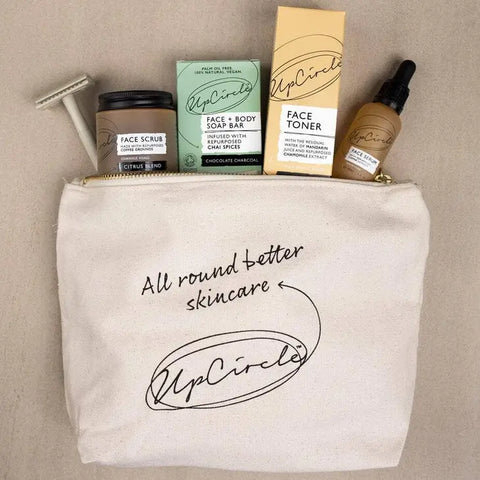 UpCircle
FACE SCRUB
MADE WITH REPURPOSED
COFFEE GROUNDS
CITRUS BLEND
PALM OIL FREE.
100% NATURAL. VEGAN.
UpCircle
FACE + BODY
SOAP BAR
INFUSED WITH
REPURPOSED
CHAI SPICES
CHOCOLATE CHARCOAL
UpCircle
FACE
TONER
WITH THE RESIDUAL
WATER OF MANDARIN
JUICE AND REPURPOSED
CHAMOMILE EXTRACT
UpCircle
FACE SERUM
All round better
skincare
UpCircle